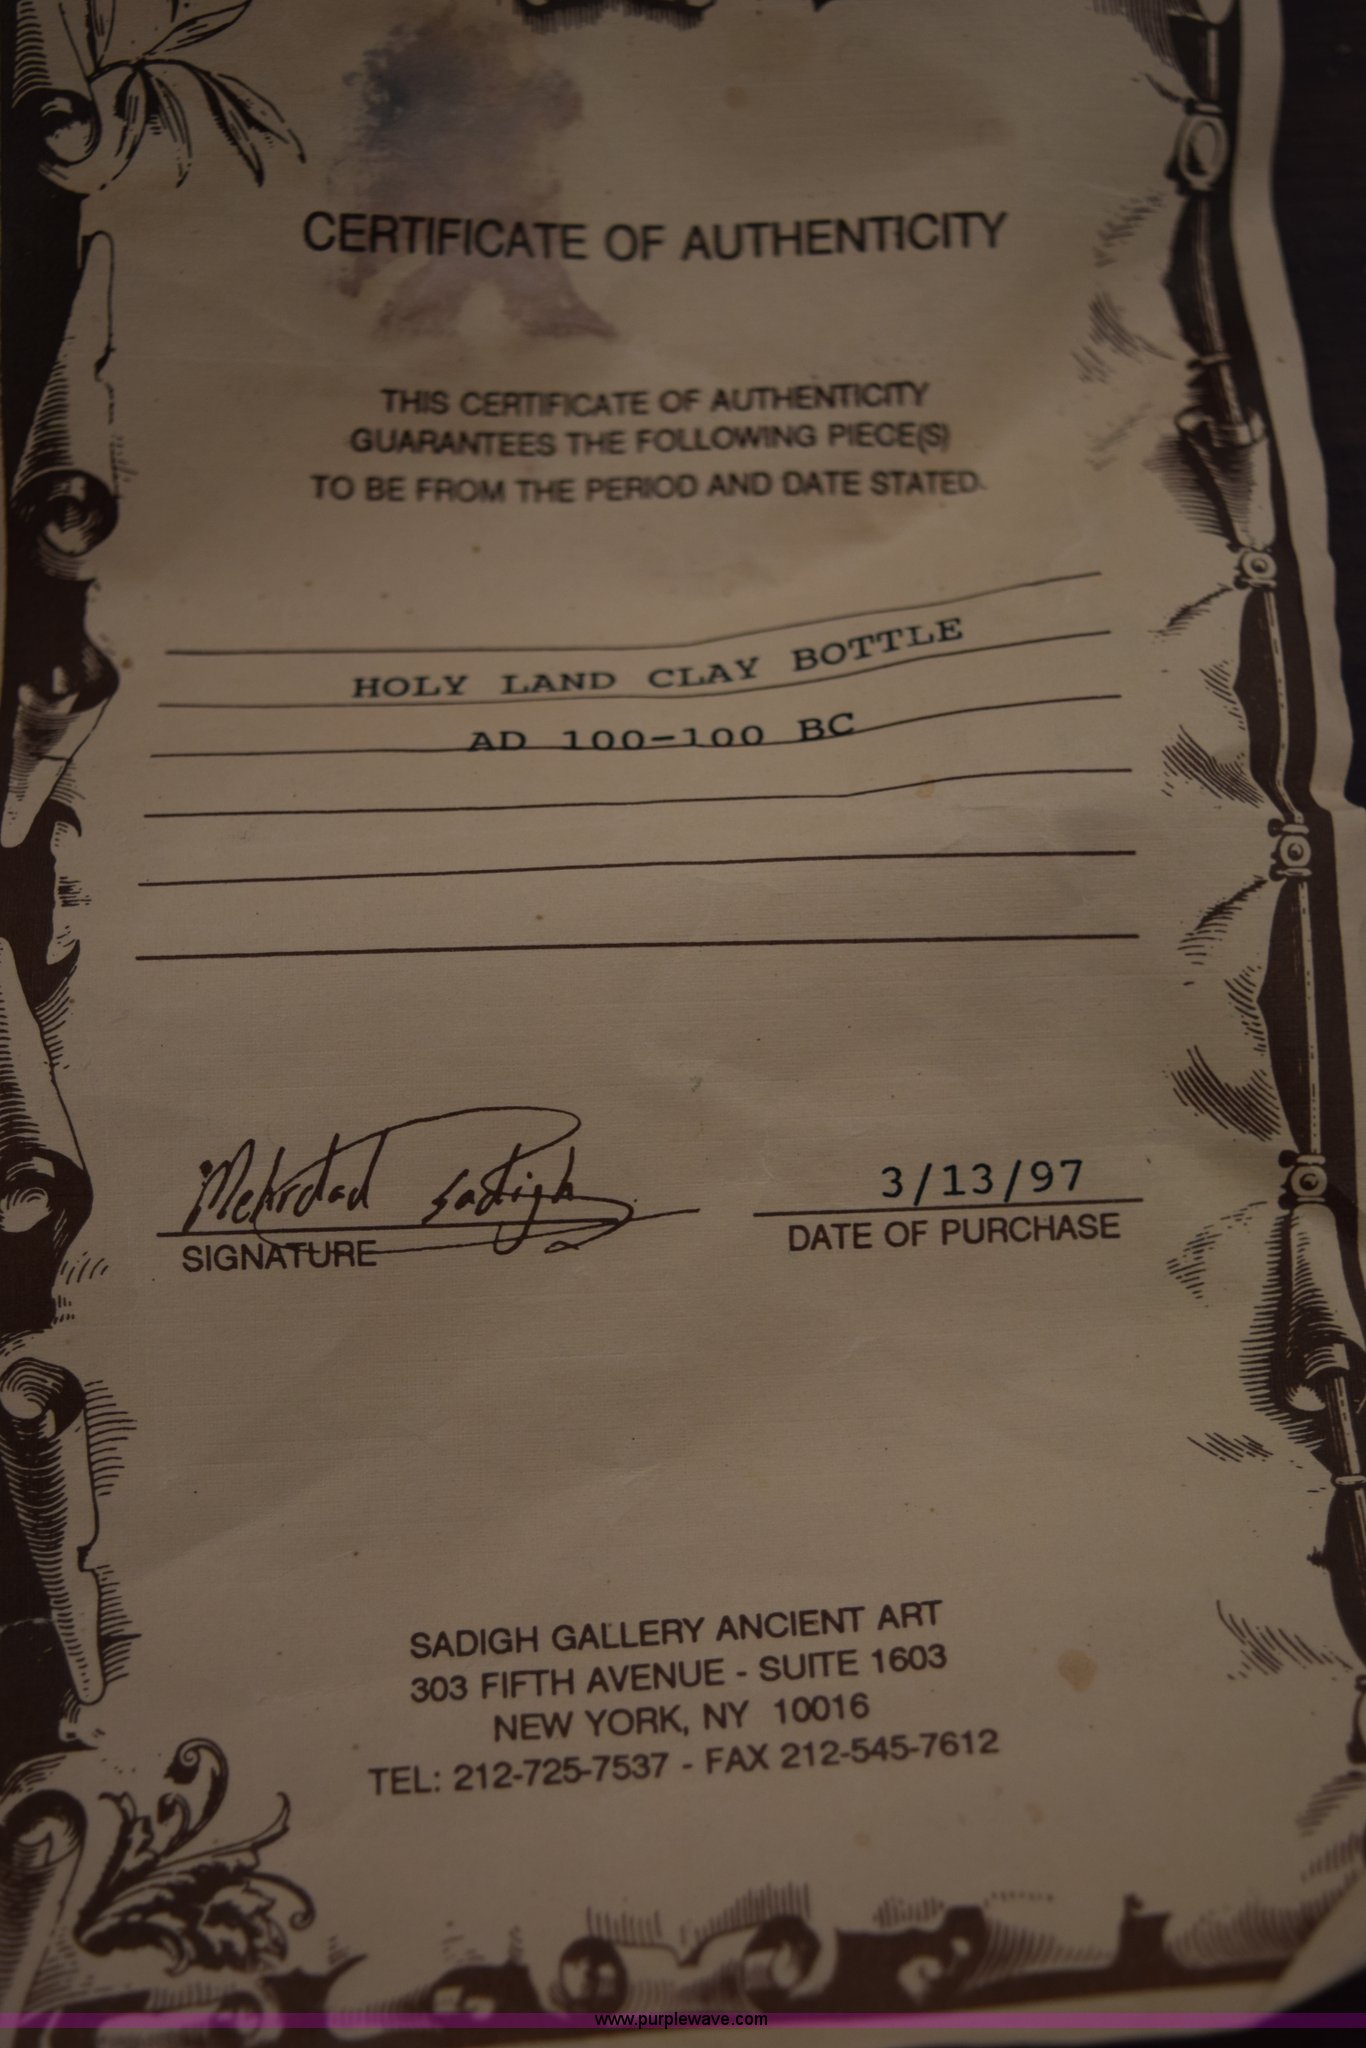 CERTIFICATE OF AUTHENTICITY
THIS CERTIFICATE OF AUTHENTICITY
GUARANTEES THE FOLLOWING PIECE(S)
TO BE FROM THE PERIOD AND DATE STATED.
HOLY LAND CLAY BOTTLE
AD 100-100 BC
Mehrdad Sadigh
3/13/97
SIGNATURE
DATE OF PURCHASE
SADIGH GALLERY ANCIENT ART
303 FIFTH AVENUE - SUITE 1603
NEW YORK, NY 10016
TEL: 212-725-7537 - FAX 212-545-7612
www.purplewave.com